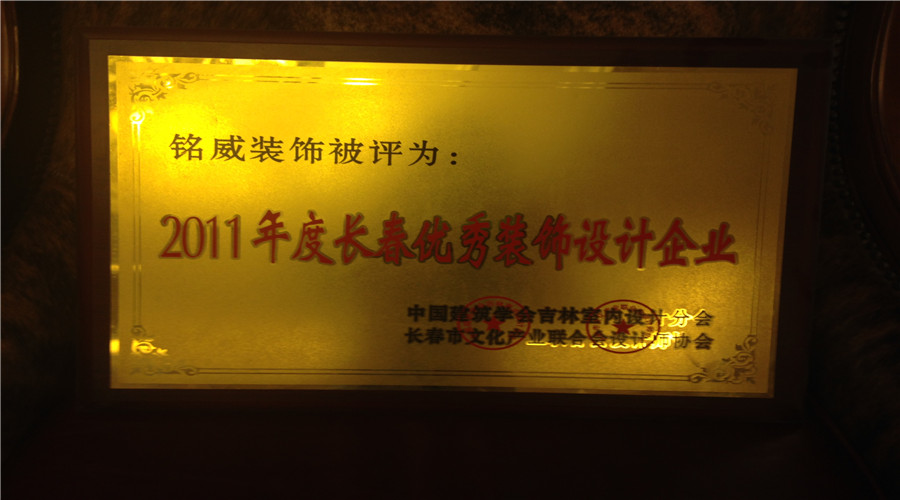 铭威装饰被评为：
2011年度长春优秀装饰设计企业
中国建筑学会吉林室内设计分会
长春市文化产业联合会设计师协会